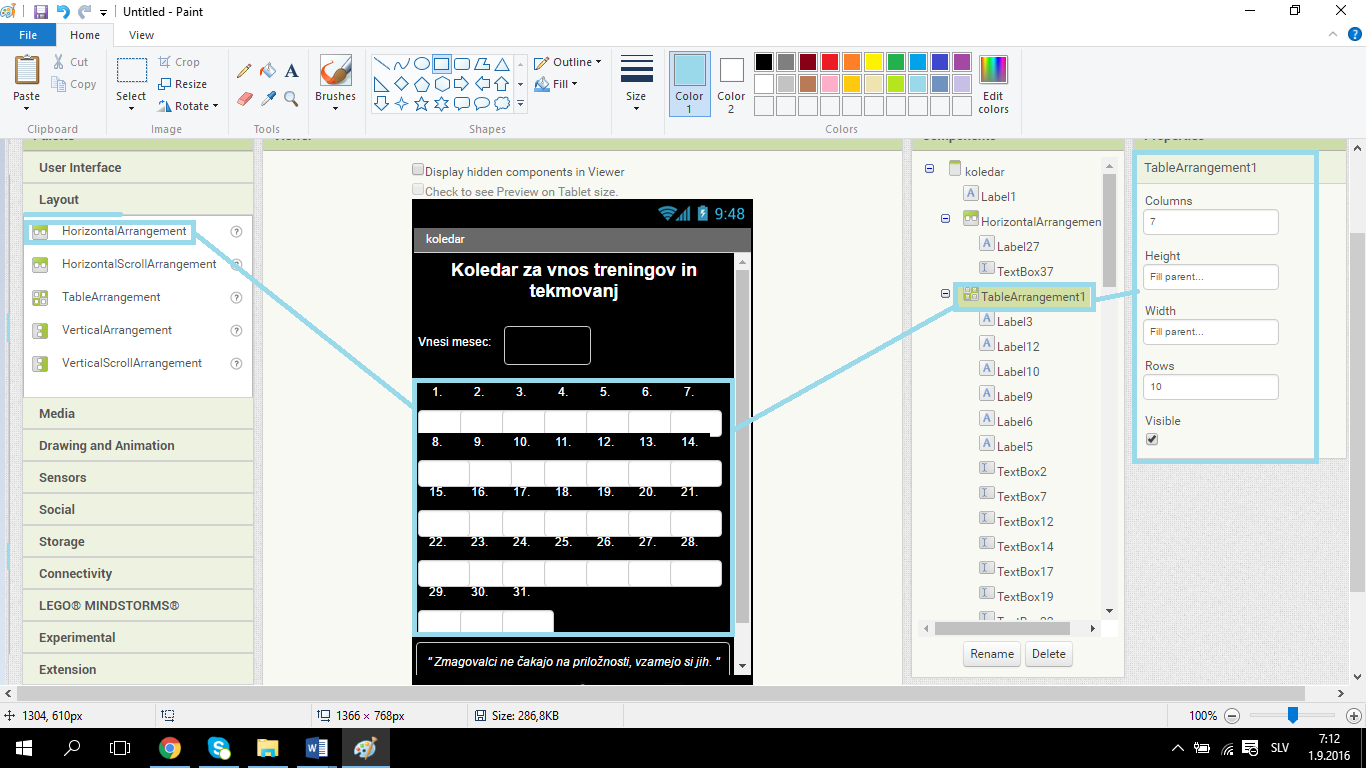 Untitled - Paint
File
Home
View
Paste
Cut
Copy
Clipboard
Select
Crop
Resize
Rotate
Image
Tools
Brushes
Shapes
Outline
Fill
Size
Color 1
Color 2
Colors
Edit colors
Palette
Viewer
Components
Properties
User Interface
Layout
HorizontalArrangement
HorizontalScrollArrangement
TableArrangement
VerticalArrangement
VerticalScrollArrangement
Media
Drawing and Animation
Sensors
Social
Storage
Connectivity
LEGO® MINDSTORMS®
Experimental
Extension
Display hidden components in Viewer
Check to see Preview on Tablet size.
9:48
koledar
Koledar za vnos treningov in
tekmovanj
Vnesi mesec:
1. 2. 3. 4. 5. 6. 7.
8. 9. 10. 11. 12. 13. 14.
15. 16. 17. 18. 19. 20. 21.
22. 23. 24. 25. 26. 27. 28.
29. 30. 31.
" Zmagovalci ne čakajo na priložnosti, vzamejo si jih. "
koledar
Label1
HorizontalArrangemen
Label27
TextBox37
TableArrangement1
Label3
Label12
Label10
Label9
Label6
Label5
TextBox2
TextBox7
TextBox12
TextBox14
TextBox17
TextBox19
Rename
Delete
TableArrangement1
Columns
7
Height
Fill parent...
Width
Fill parent...
Rows
10
Visible
1304, 610px
1366 × 768px
Size: 286,8KB
100%
SLV
7:12
1.9.2016